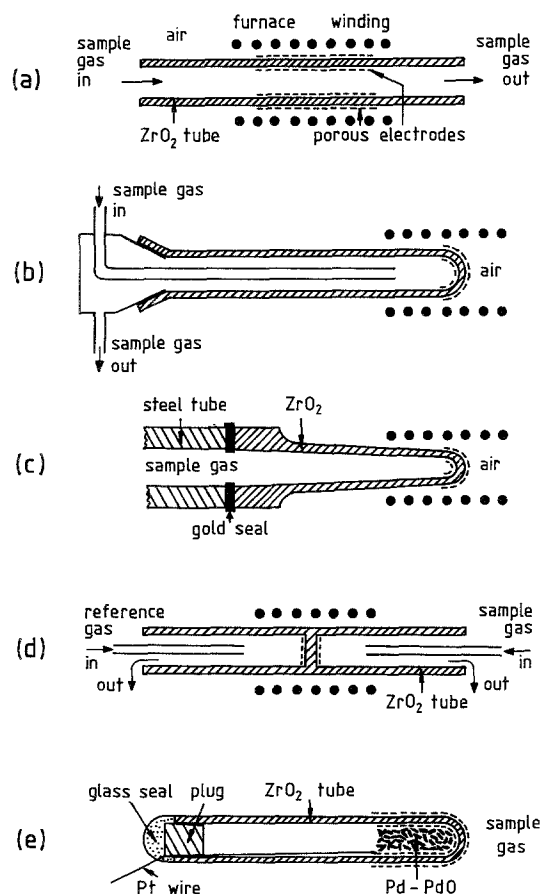 (a)
air
furnace winding
sample
gas
in
sample
gas
out
ZrO2 tube
porous electrodes
(b)
sample gas
in
air
sample gas
out
(c)
steel tube
ZrO2
sample gas
air
gold seal
(d)
reference
gas
in
out
sample
gas
in
out
ZrO2 tube
(e)
glass seal
plug
ZrO2 tube
sample
gas
Pt wire
Pd-PdO